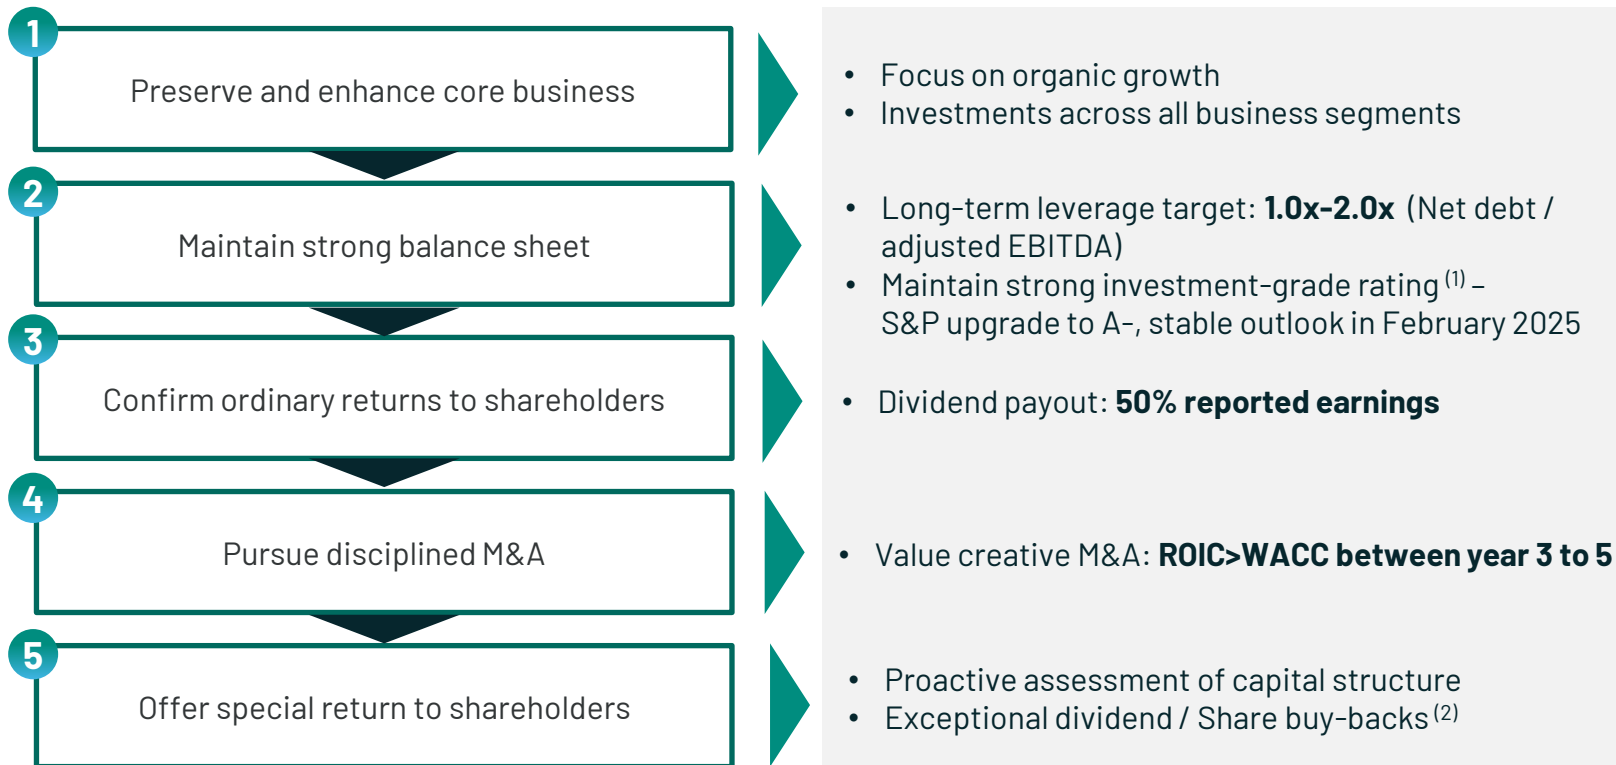 1
Preserve and enhance core business
• Focus on organic growth
• Investments across all business segments
2
Maintain strong balance sheet
• Long-term leverage target: 1.0x-2.0x (Net debt /
adjusted EBITDA)
• Maintain strong investment-grade rating (1) –
S&P upgrade to A-, stable outlook in February 2025
3
Confirm ordinary returns to shareholders
• Dividend payout: 50% reported earnings
4
Pursue disciplined M&A
• Value creative M&A: ROIC>WACC between year 3 to 5
5
Offer special return to shareholders
• Proactive assessment of capital structure
• Exceptional dividend / Share buy-backs (2)